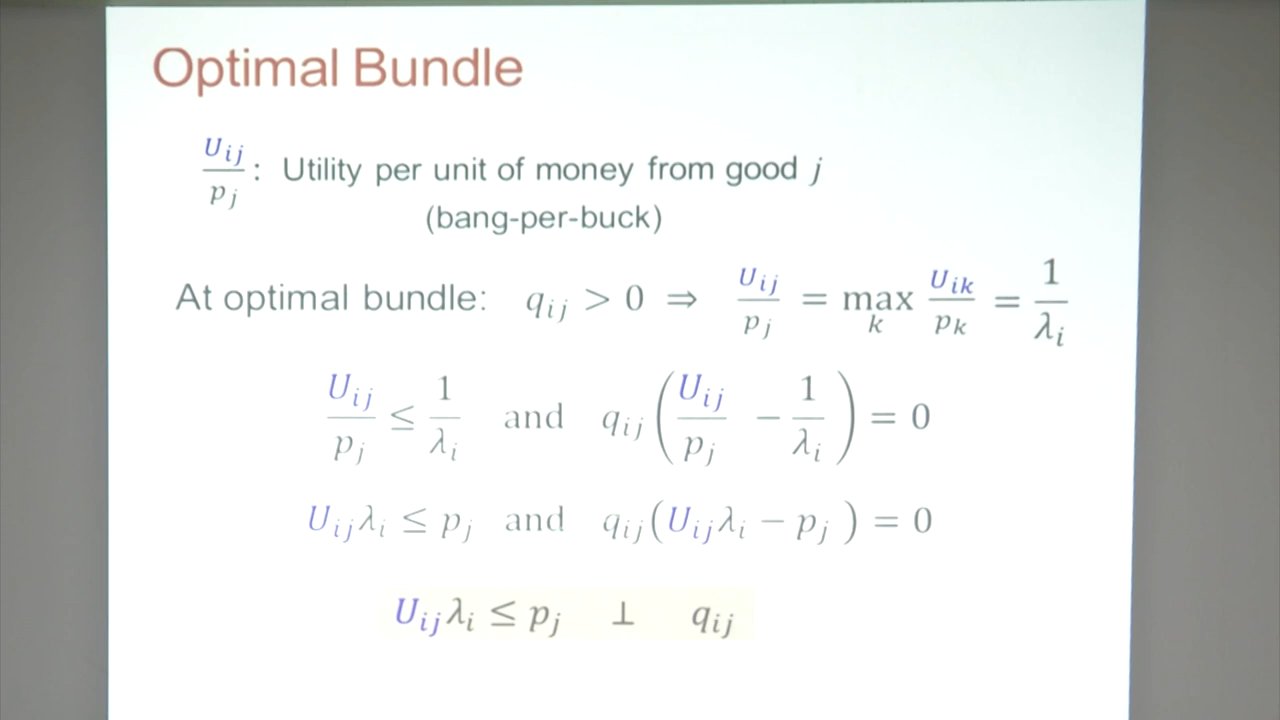 Optimal Bundle
U_ij / p_j : Utility per unit of money from good j
(bang-per-buck)
At optimal bundle: q_ij > 0 ⇒ U_ij / p_j = max_k U_ik / p_k = 1 / λ_i
U_ij / p_j ≤ 1 / λ_i and q_ij (U_ij / p_j − 1 / λ_i) = 0
U_ij λ_i ≤ p_j and q_ij (U_ij λ_i − p_j) = 0
U_ij λ_i ≤ p_j ⊥ q_ij